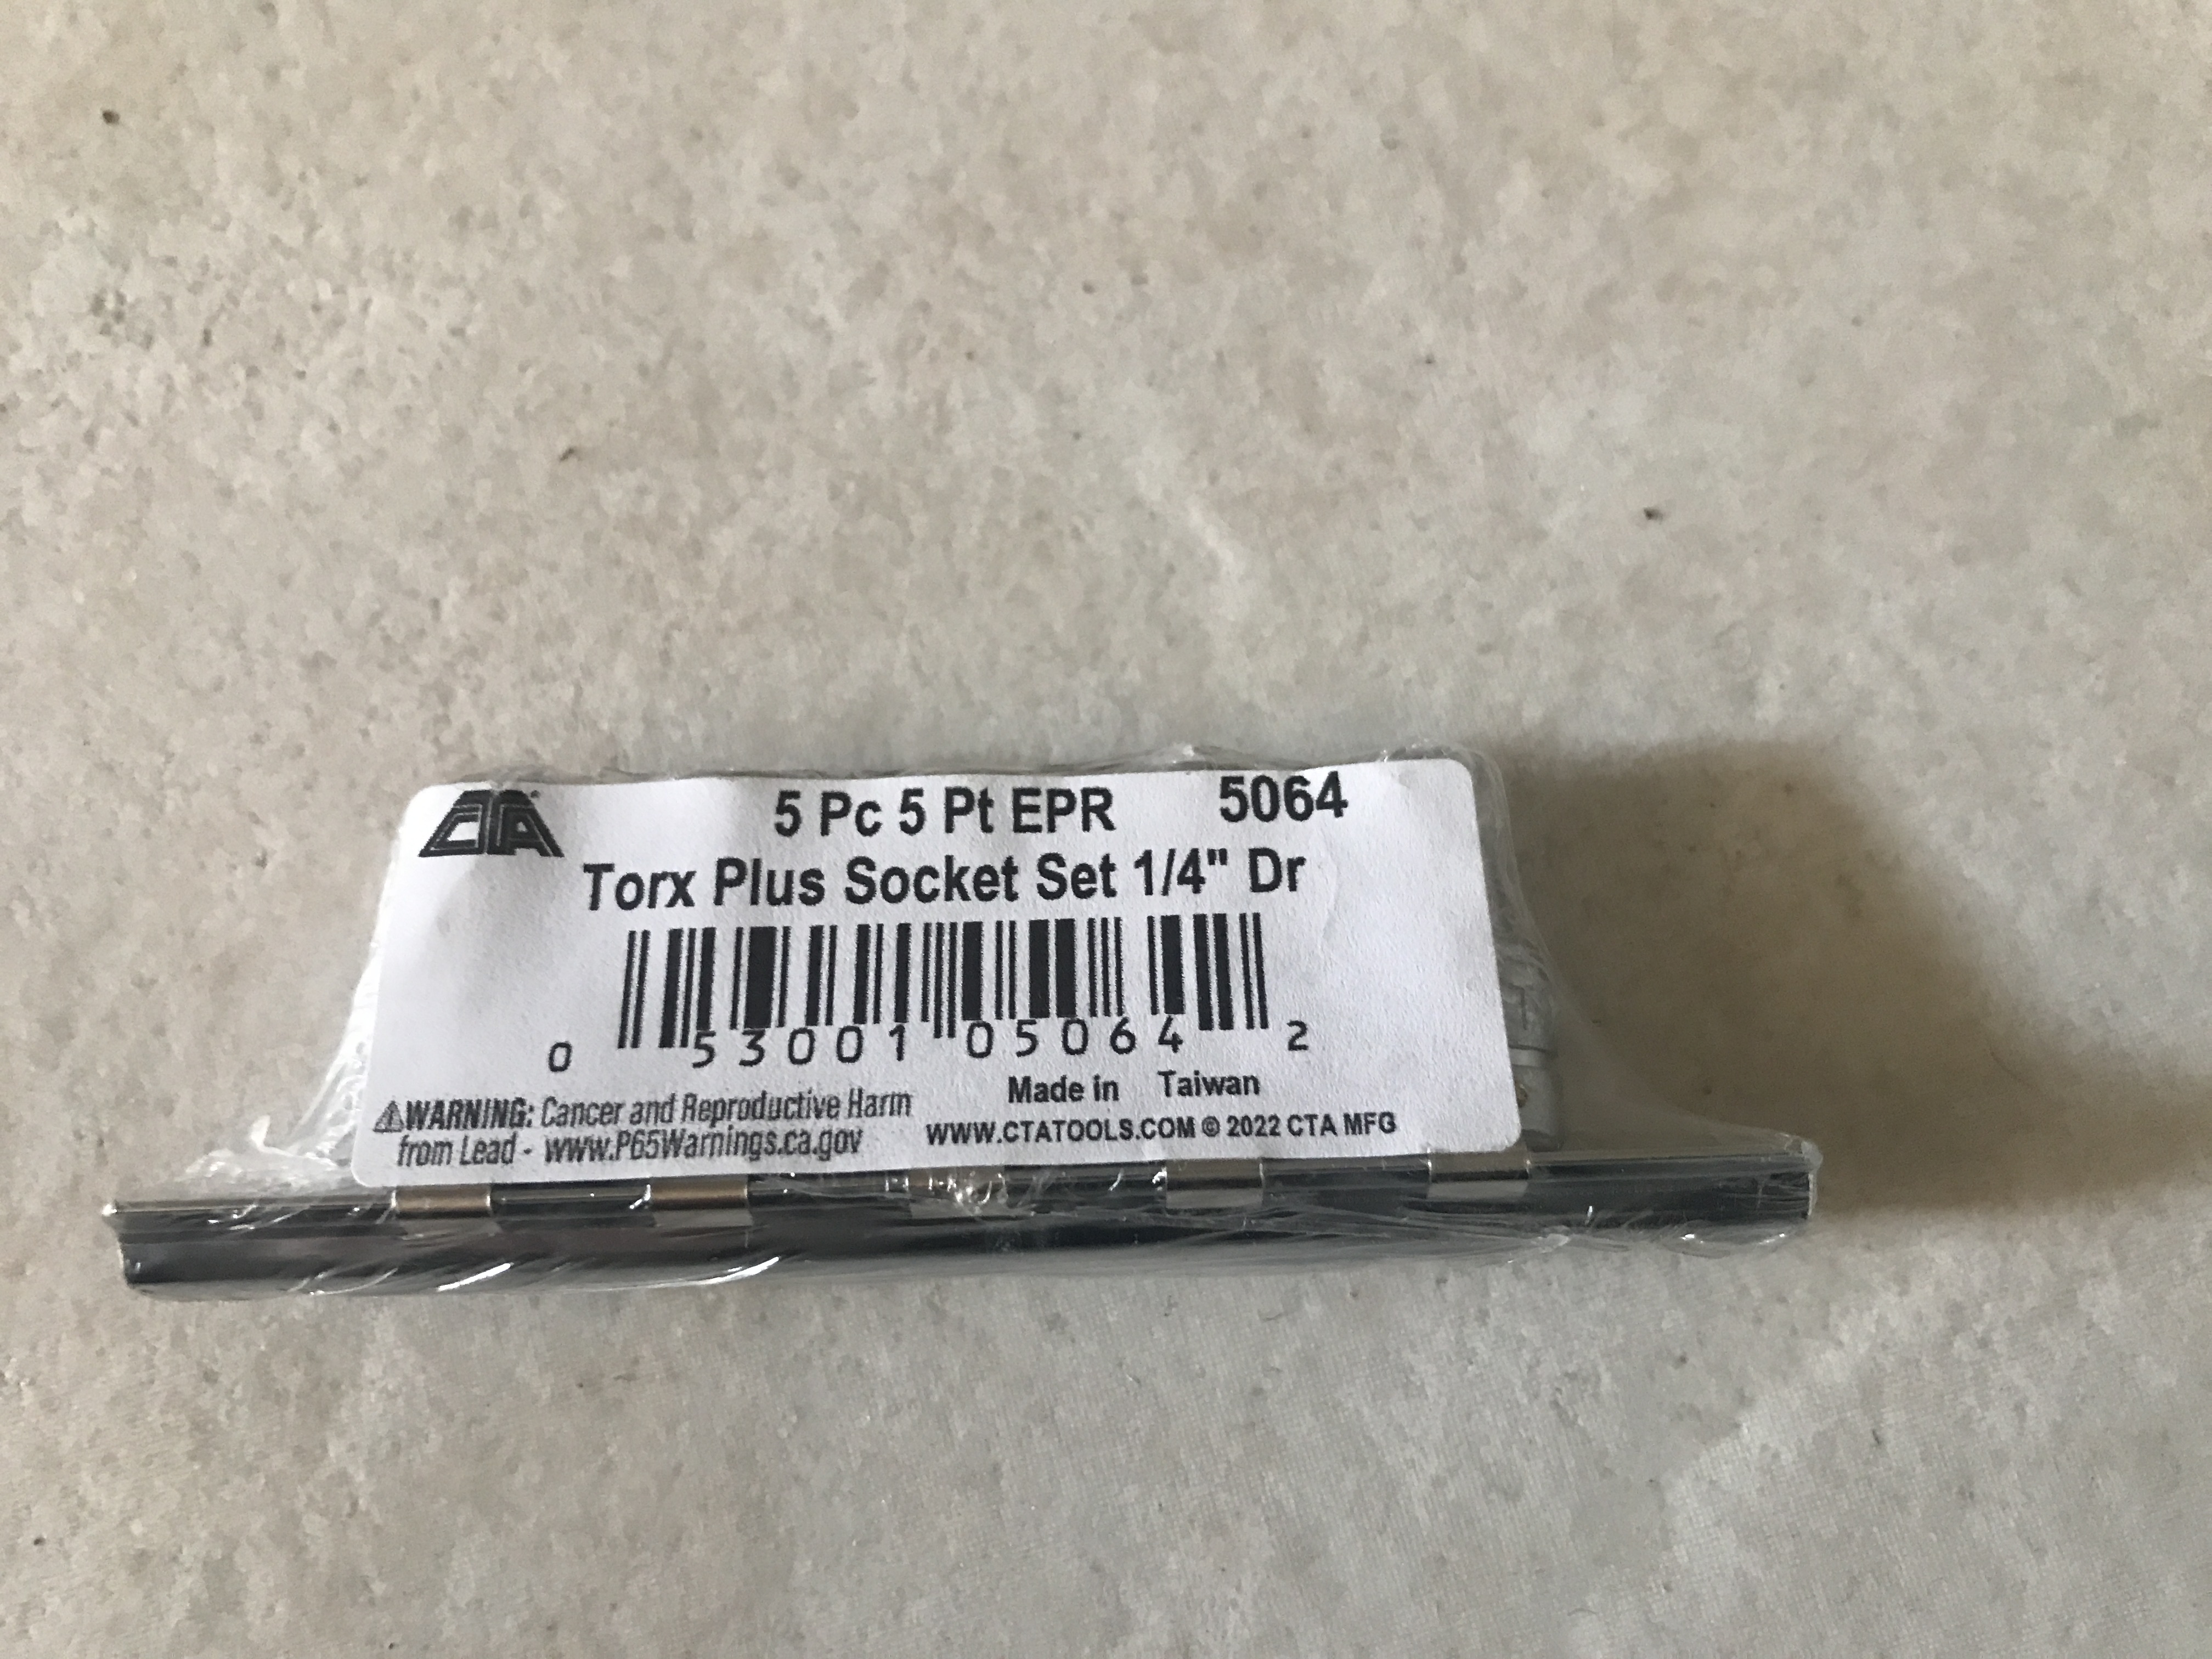 CTA 5 Pc 5 Pt EPR 5064
Torx Plus Socket Set 1/4" Dr
0 53001 05064 2
⚠WARNING: Cancer and Reproductive Harm
from Lead - www.P65Warnings.ca.gov
Made in Taiwan
WWW.CTATOOLS.COM © 2022 CTA MFG